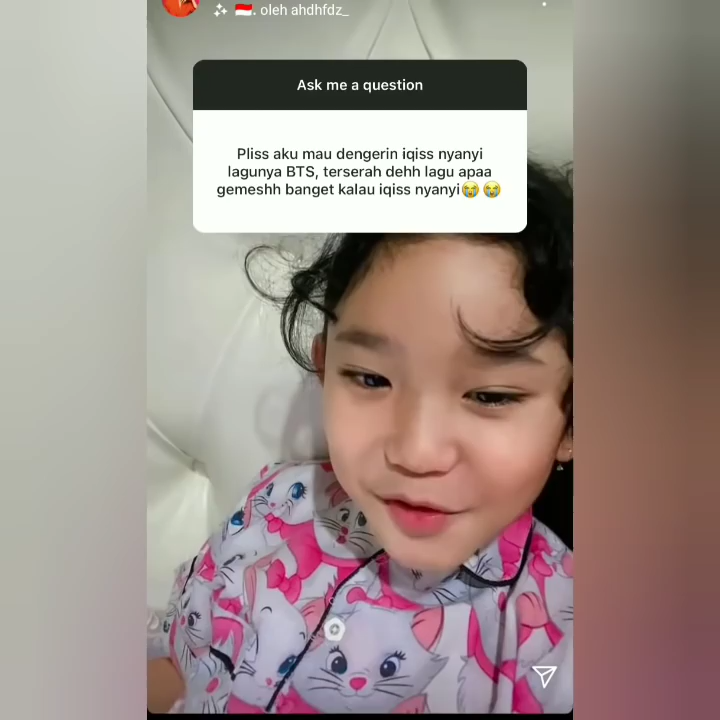 ✨ 🇮🇩. oleh ahdhfdz_
Ask me a question
Pliss aku mau dengerin iqiss nyanyi
lagunya BTS, terserah dehh lagu apaa
gemeshh banget kalau iqiss nyanyi😭😭